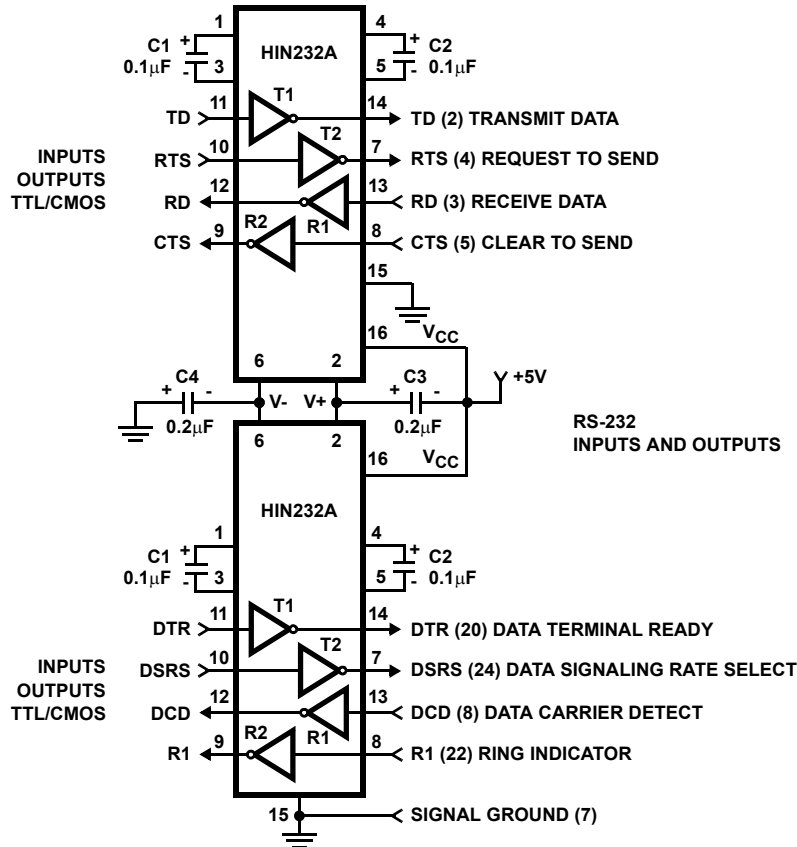 1
4
C1
+
HIN232A
+
C2
0.1μF
-
3
5
-
0.1μF
T1
TD
11
14
TD (2) TRANSMIT DATA
T2
INPUTS
OUTPUTS
TTL/CMOS
RTS
10
7
RTS (4) REQUEST TO SEND
RD
12
13
RD (3) RECEIVE DATA
R2
R1
CTS
9
8
CTS (5) CLEAR TO SEND
15
16
VCC
6
2
C4
+
-
V-
V+
+
C3
-
+5V
0.2μF
0.2μF
RS-232
INPUTS AND OUTPUTS
6
2
16
VCC
HIN232A
1
4
C1
+
+
C2
0.1μF
-
3
5
-
0.1μF
T1
DTR
11
14
DTR (20) DATA TERMINAL READY
T2
INPUTS
OUTPUTS
TTL/CMOS
DSRS
10
7
DSRS (24) DATA SIGNALING RATE SELECT
DCD
12
13
DCD (8) DATA CARRIER DETECT
R2
R1
R1
9
8
R1 (22) RING INDICATOR
15
SIGNAL GROUND (7)